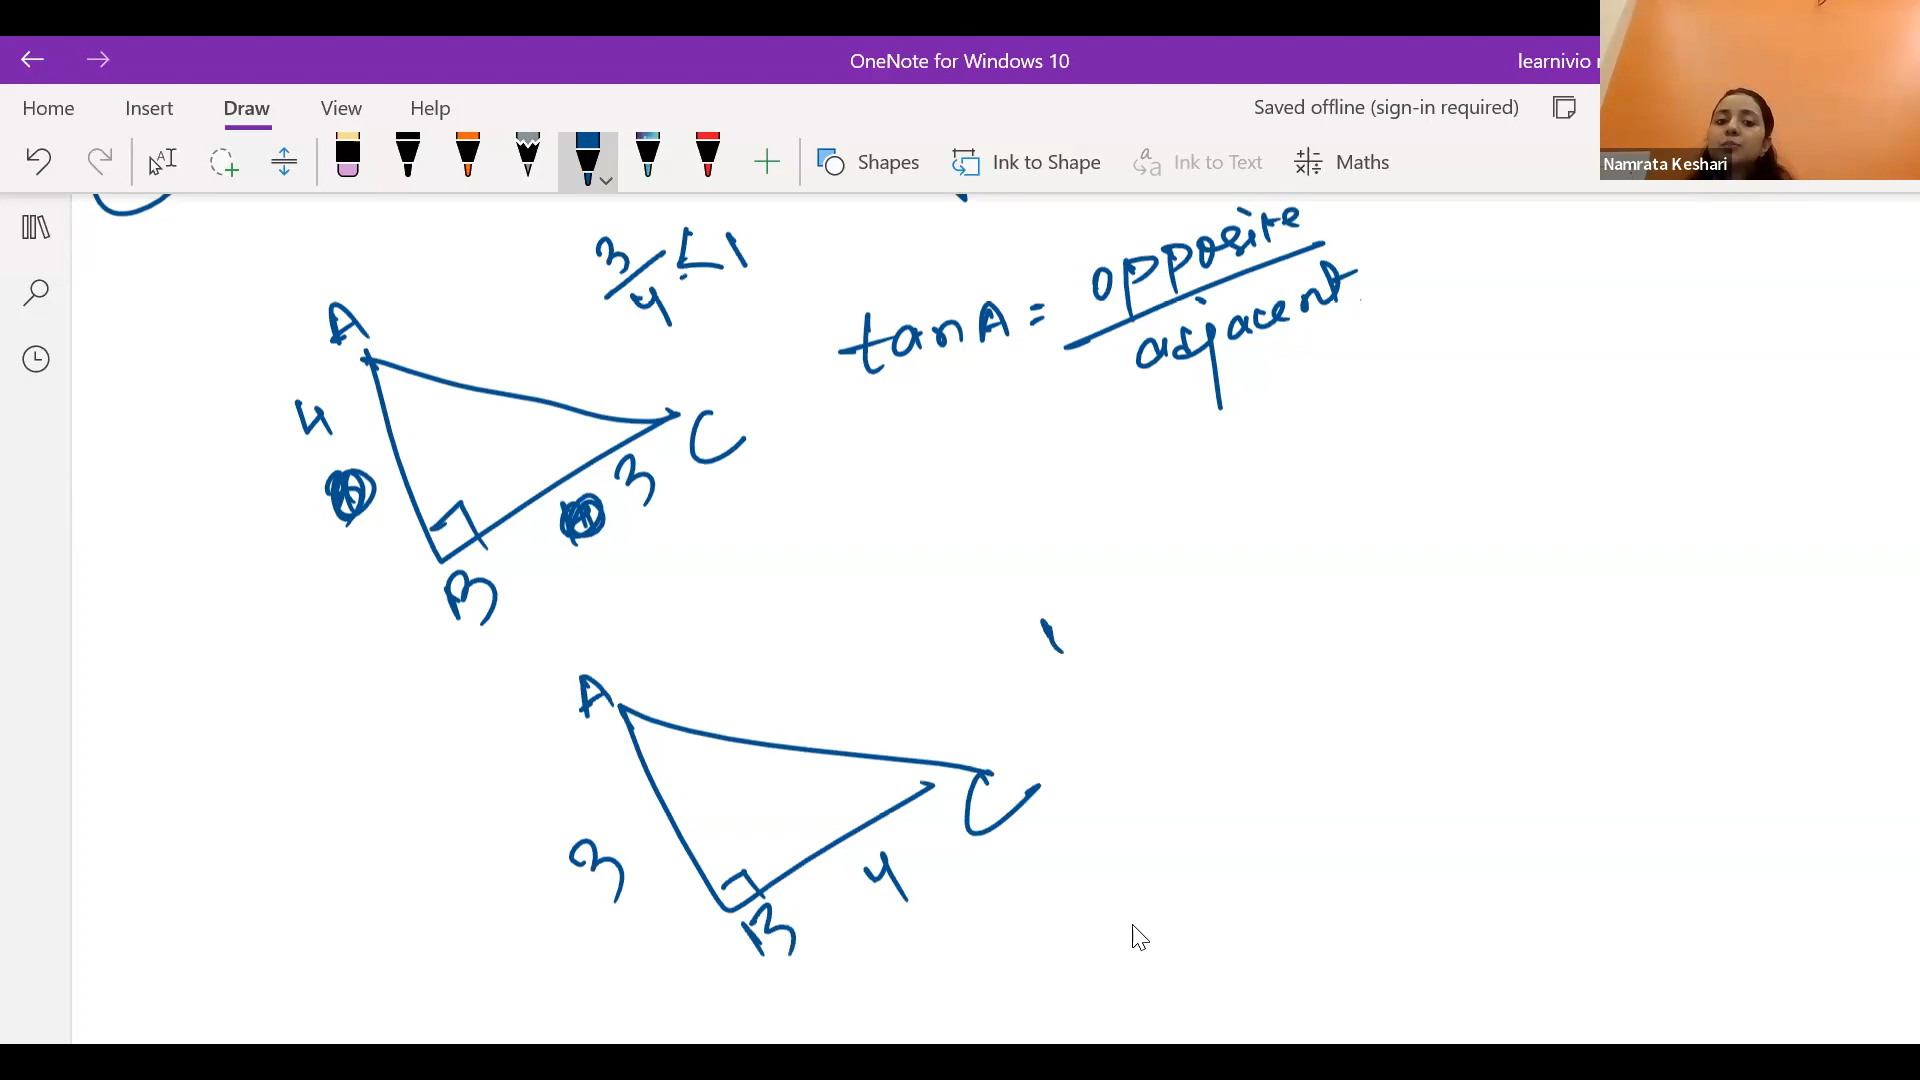 OneNote for Windows 10
learnivio
Home Insert Draw View Help
Saved offline (sign-in required)
Shapes Ink to Shape Ink to Text Maths
Namrata Keshari
3/4 < 1
tan A = opposite/adjacent
A
4
C
3
B
A
C
3
4
B